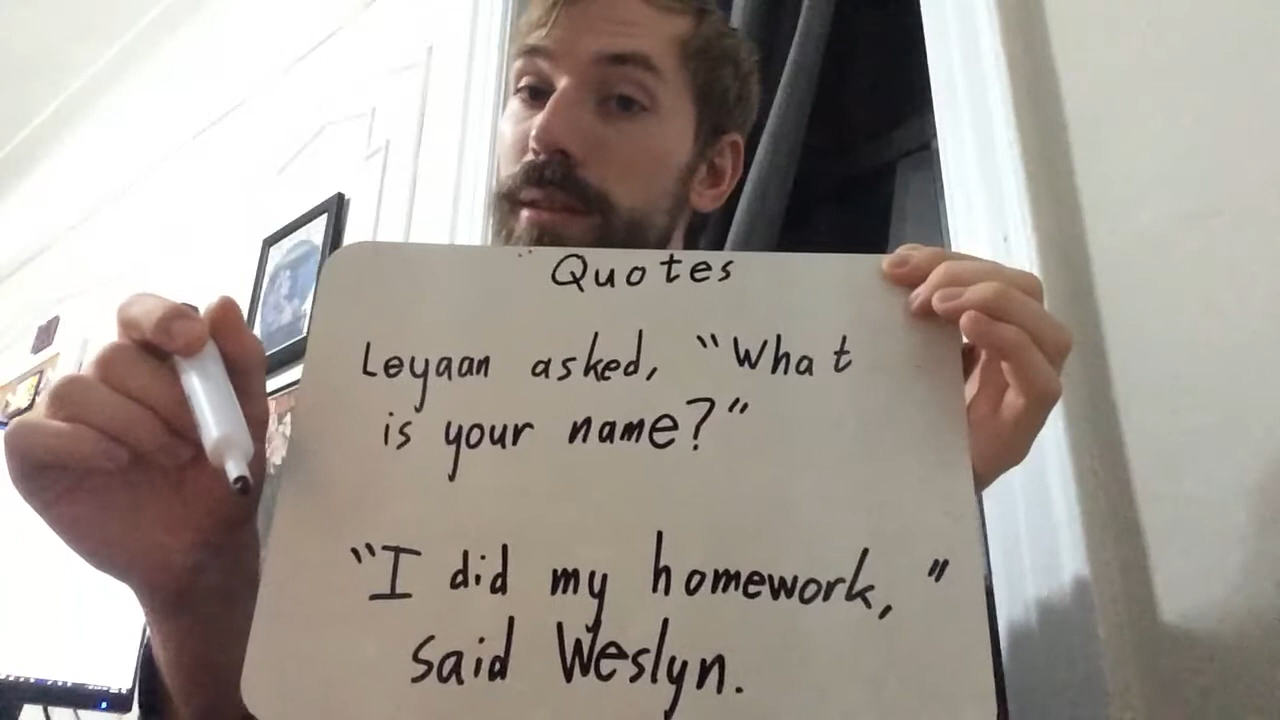 Quotes
Leyaan asked, “What
is your name?”
“I did my homework,”
said Weslyn.